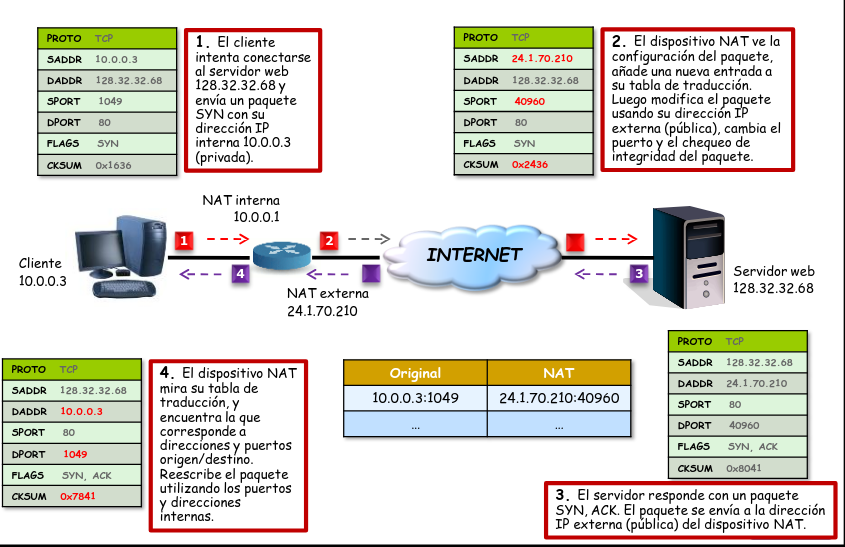 PROTO TCP
SADDR 10.0.0.3
DADDR 128.32.32.68
SPORT 1049
DPORT 80
FLAGS SYN
CKSUM 0x1636
1. El cliente
intenta conectarse
al servidor web
128.32.32.68 y
envía un paquete
SYN con su
dirección IP
interna 10.0.0.3
(privada).
PROTO TCP
SADDR 24.1.70.210
DADDR 128.32.32.68
SPORT 40960
DPORT 80
FLAGS SYN
CKSUM 0x2436
2. El dispositivo NAT ve la
configuración del paquete,
añade una nueva entrada a
su tabla de traducción.
Luego modifica el paquete
usando su dirección IP
externa (pública), cambia el
puerto y el chequeo de
integridad del paquete.
NAT interna
10.0.0.1
Cliente
10.0.0.3
1
2
4
3
INTERNET
NAT externa
24.1.70.210
Servidor web
128.32.32.68
PROTO TCP
SADDR 128.32.32.68
DADDR 10.0.0.3
SPORT 80
DPORT 1049
FLAGS SYN, ACK
CKSUM 0x7841
4. El dispositivo NAT
mira su tabla de
traducción, y
encuentra la que
corresponde a
direcciones y puertos
origen/destino.
Reescribe el paquete
utilizando los puertos
y direcciones
internas.
Original NAT
10.0.0.3:1049 24.1.70.210:40960
... ...
PROTO TCP
SADDR 128.32.32.68
DADDR 24.1.70.210
SPORT 80
DPORT 40960
FLAGS SYN, ACK
CKSUM 0x8041
3. El servidor responde con un paquete
SYN, ACK. El paquete se envía a la dirección
IP externa (pública) del dispositivo NAT.